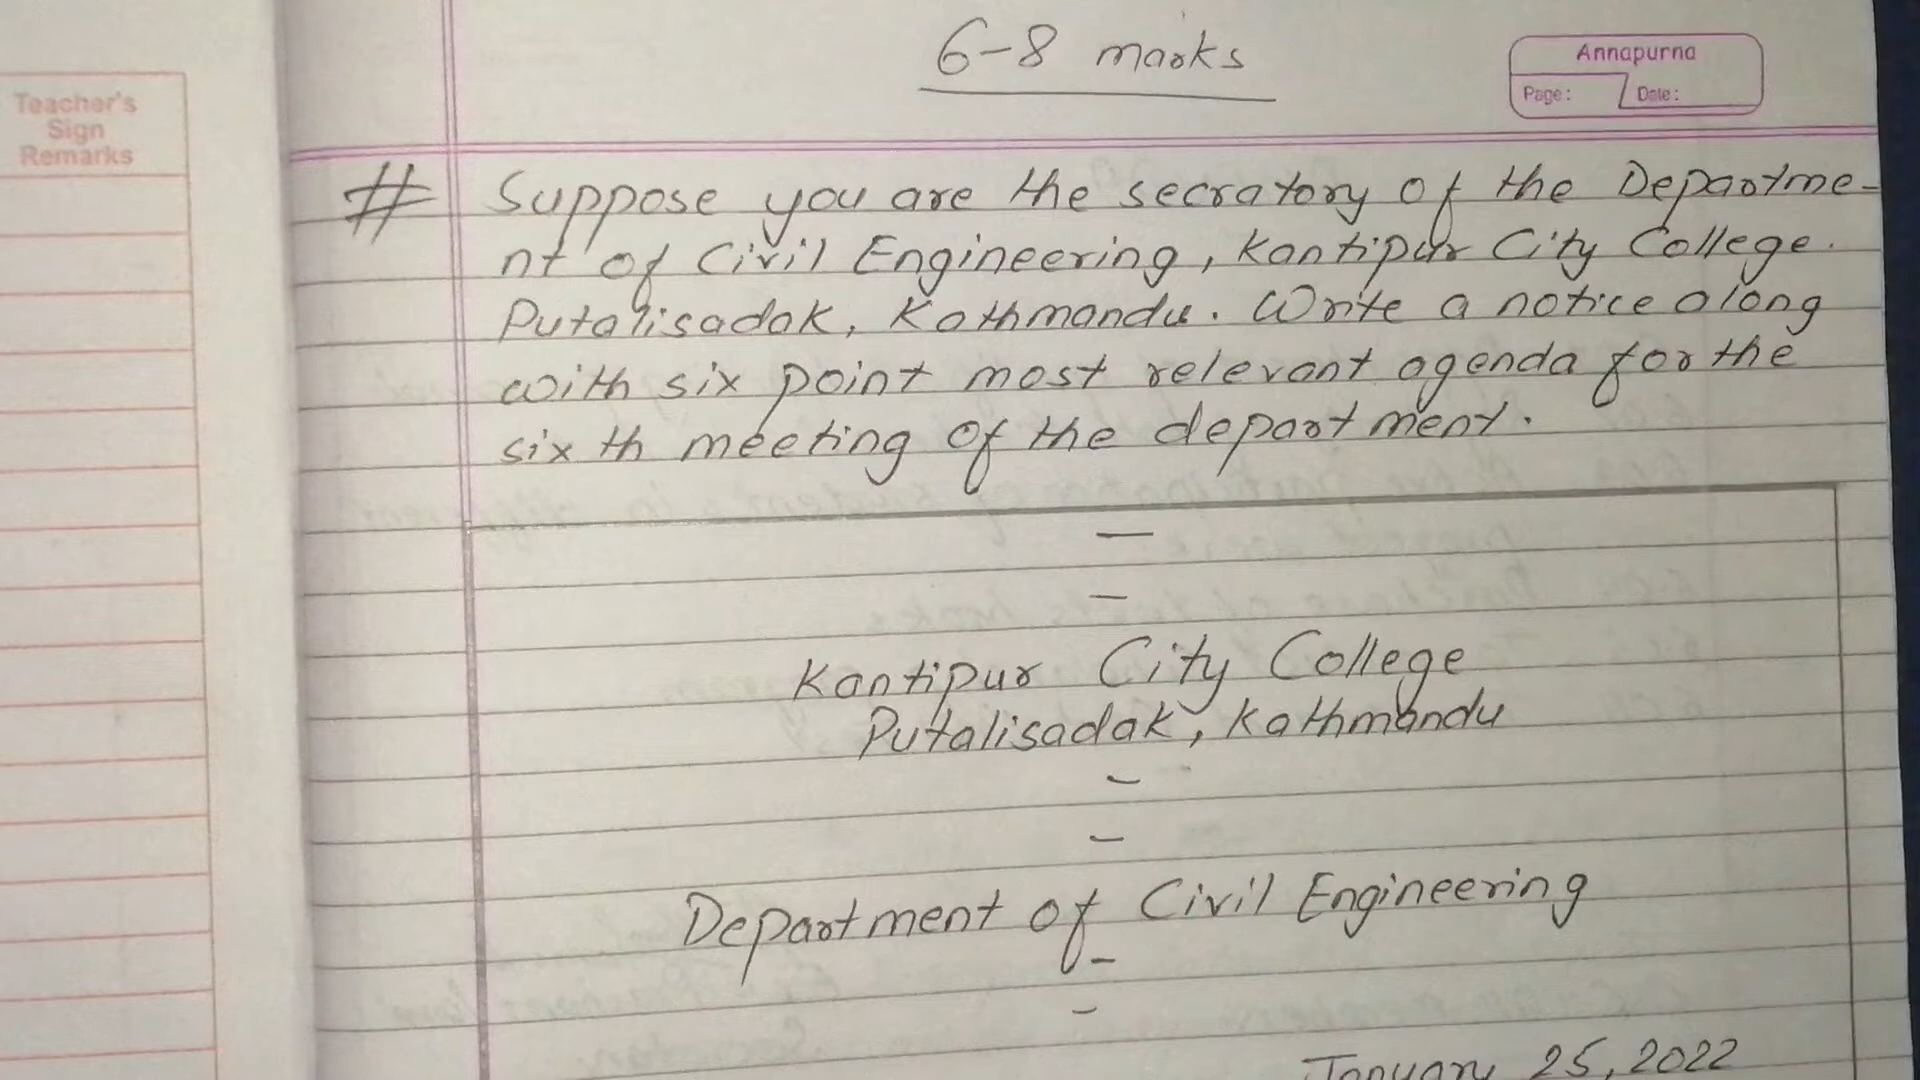 6-8 marks
Annapurna
Page:
Date:
Teacher's
Sign
Remarks
# Suppose you are the secratory of the Departme-
nt of Civil Engineering, Kantipur City College.
Putalisadak, Kathmandu. Write a notice along
with six point most relevant agenda for the
sixth meeting of the department.
Kantipur City College
Putalisadak, Kathmandu
Department of Civil Engineering
January 25, 2022